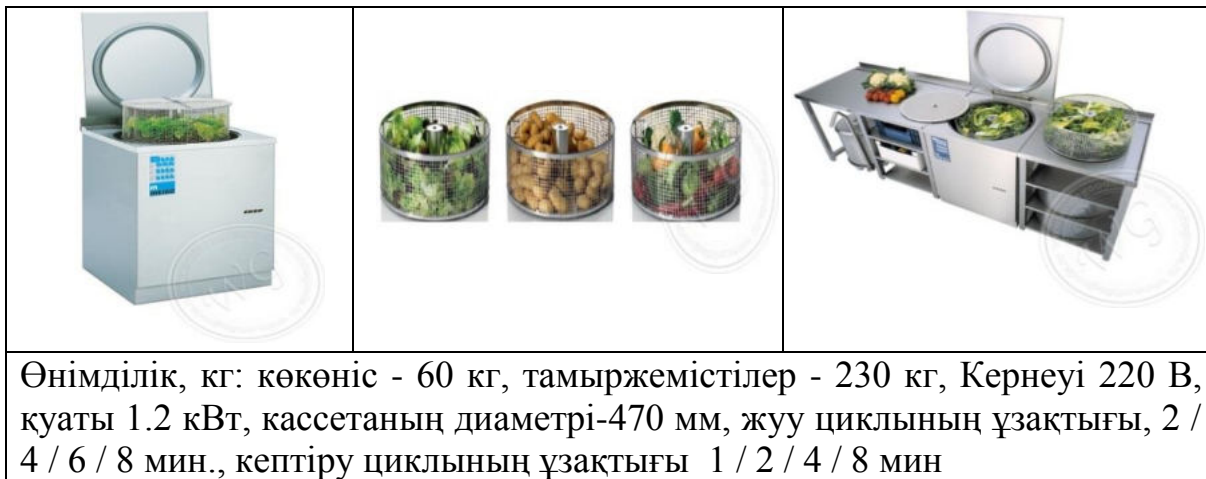 Өнімділік, кг: көкөніс - 60 кг, тамыржемістілер - 230 кг, Кернеуі 220 В,
қуаты 1.2 кВт, кассетаның диаметрі-470 мм, жуу циклының ұзақтығы, 2 /
4 / 6 / 8 мин., кептіру циклының ұзақтығы  1 / 2 / 4 / 8 мин